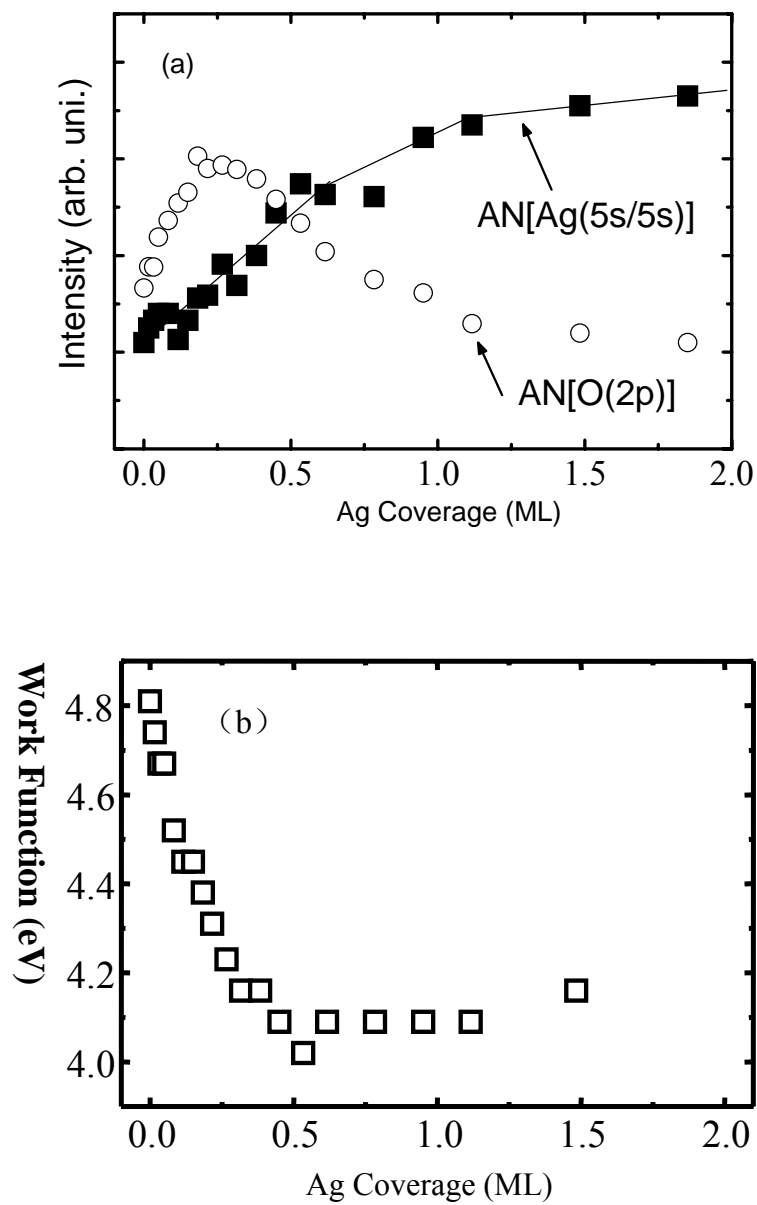 (a)
Intensity (arb. uni.)
AN[Ag(5s/5s)]
AN[O(2p)]
0.0 0.5 1.0 1.5 2.0
Ag Coverage (ML)
(b)
Work Function (eV)
4.8
4.6
4.4
4.2
4.0
0.0 0.5 1.0 1.5 2.0
Ag Coverage (ML)